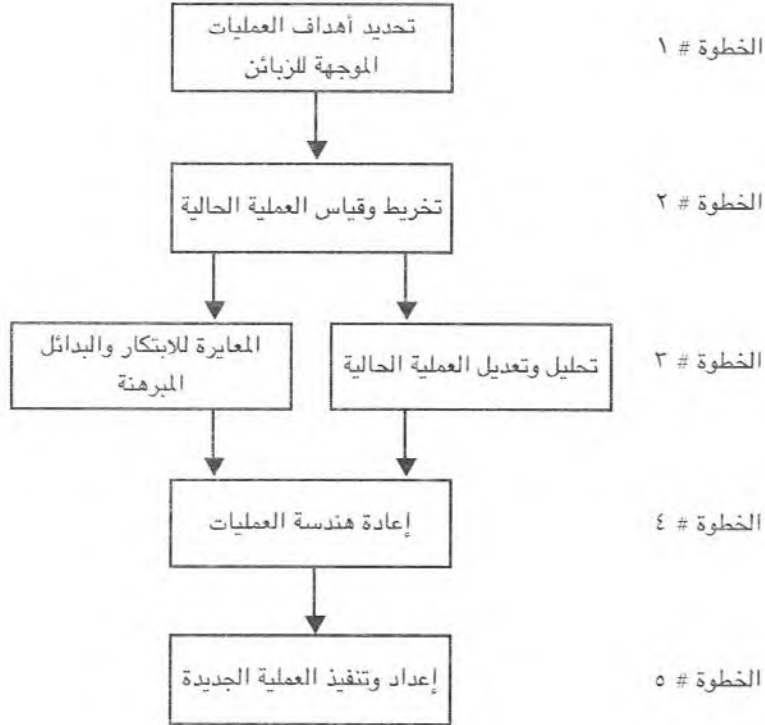 الخطوة # ١
تحديد أهداف العمليات
الموجهة للزبائن
الخطوة # ٢
تخريط وقياس العملية الحالية
الخطوة # ٣
تحليل وتعديل العملية الحالية
المعايرة للابتكار والبدائل
المبرهنة
الخطوة # ٤
إعادة هندسة العمليات
الخطوة # ٥
إعداد وتنفيذ العملية الجديدة